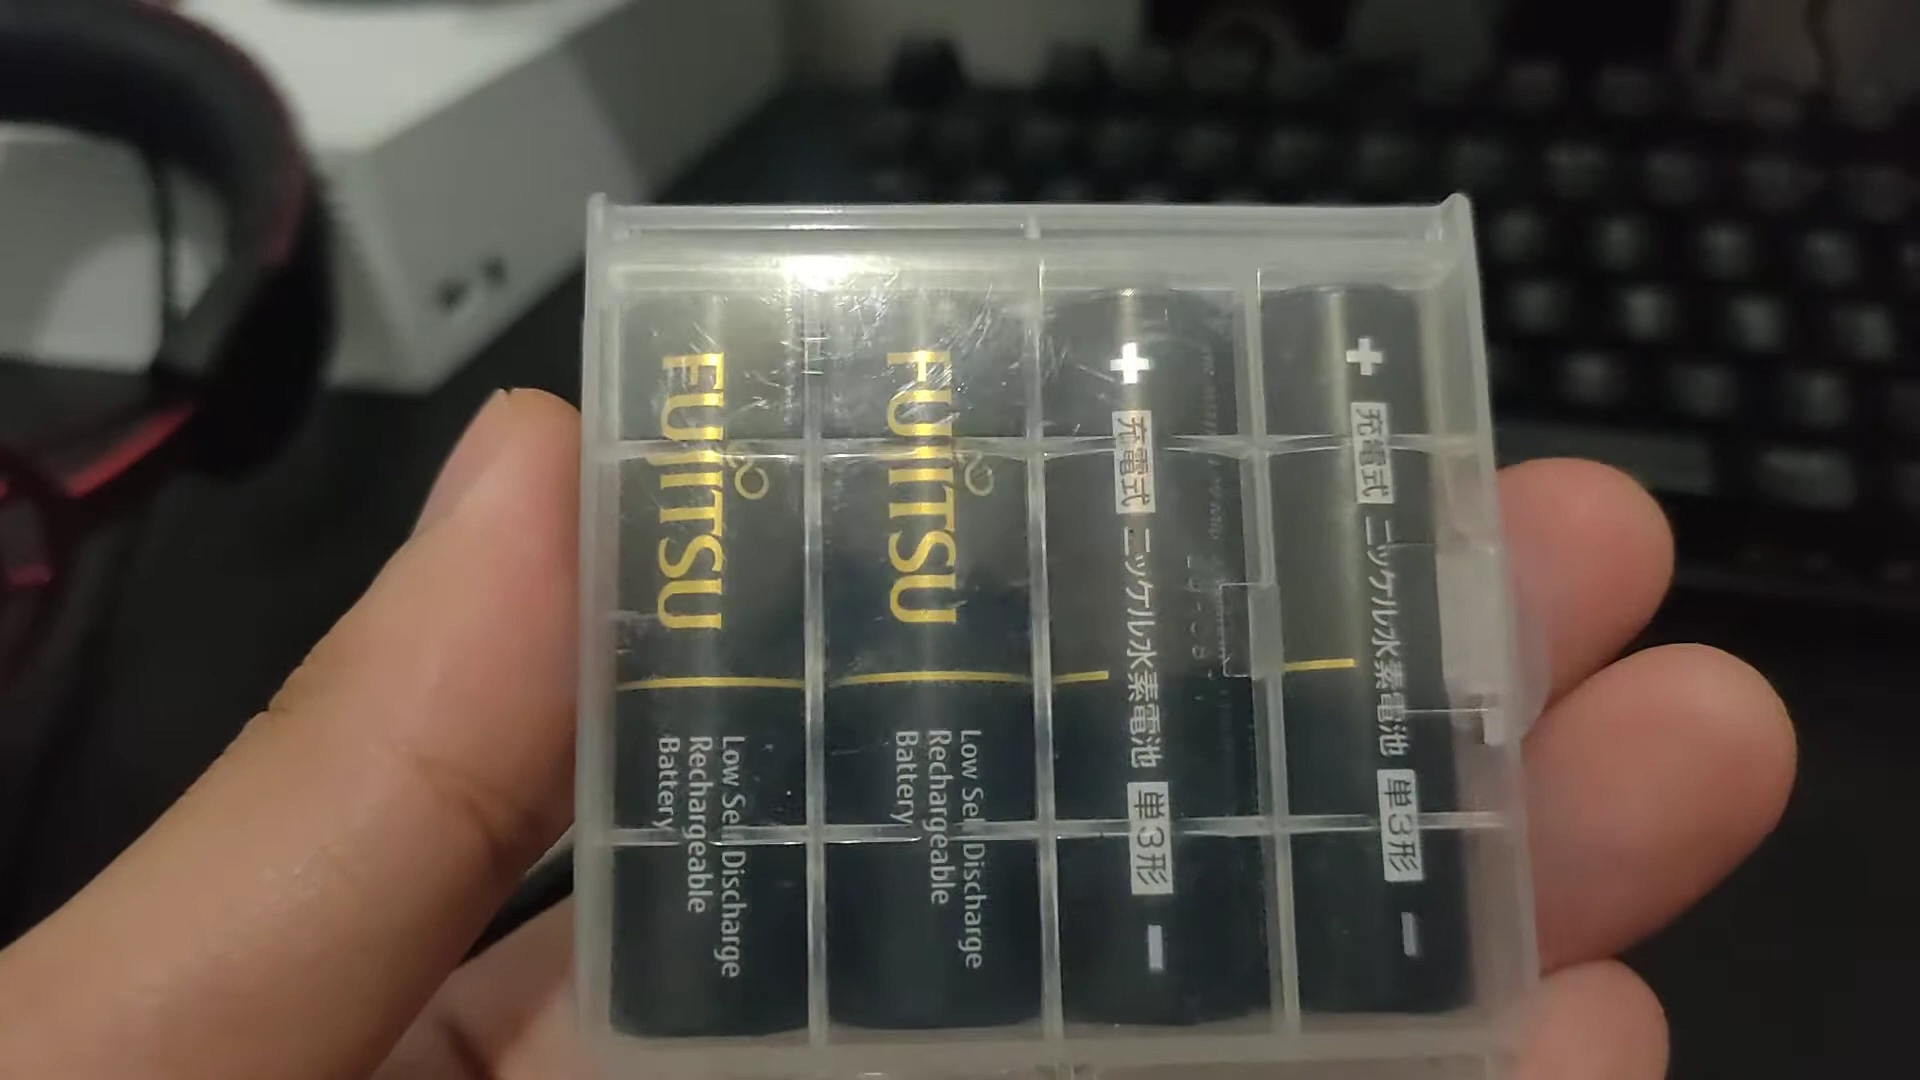 FUJITSU
Low Self Discharge
Rechargeable
Battery
FUJITSU
Low Self Discharge
Rechargeable
Battery
+ 充電式 ニッケル水素電池 単3形 -
+ 充電式 ニッケル水素電池 単3形 -